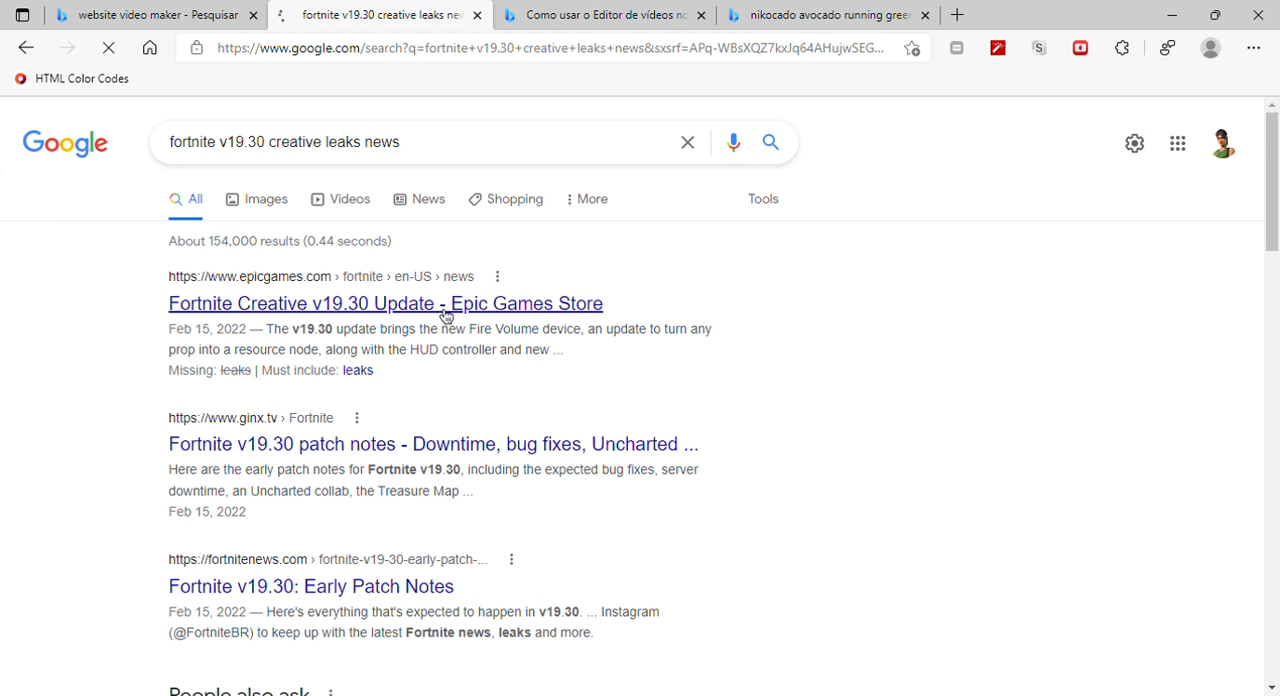 website video maker - Pesquisar
fortnite v19.30 creative leaks nev
Como usar o Editor de vídeos no
nikocado avocado running gree
https://www.google.com/search?q=fortnite+v19.30+creative+leaks+news&sxsrf=APq-WBsXQZ7kxJq64AHujwSEG...
HTML Color Codes
Google
fortnite v19.30 creative leaks news
All Images Videos News Shopping More Tools
About 154,000 results (0.44 seconds)
https://www.epicgames.com › fortnite › en-US › news
Fortnite Creative v19.30 Update - Epic Games Store
Feb 15, 2022 — The v19.30 update brings the new Fire Volume device, an update to turn any
prop into a resource node, along with the HUD controller and new ...
Missing: leaks | Must include: leaks
https://www.ginx.tv › Fortnite
Fortnite v19.30 patch notes - Downtime, bug fixes, Uncharted ...
Here are the early patch notes for Fortnite v19.30, including the expected bug fixes, server
downtime, an Uncharted collab, the Treasure Map ...
Feb 15, 2022
https://fortnitenews.com › fortnite-v19-30-early-patch-...
Fortnite v19.30: Early Patch Notes
Feb 15, 2022 — Here's everything that's expected to happen in v19.30. ... Instagram
(@FortniteBR) to keep up with the latest Fortnite news, leaks and more.
People also ask